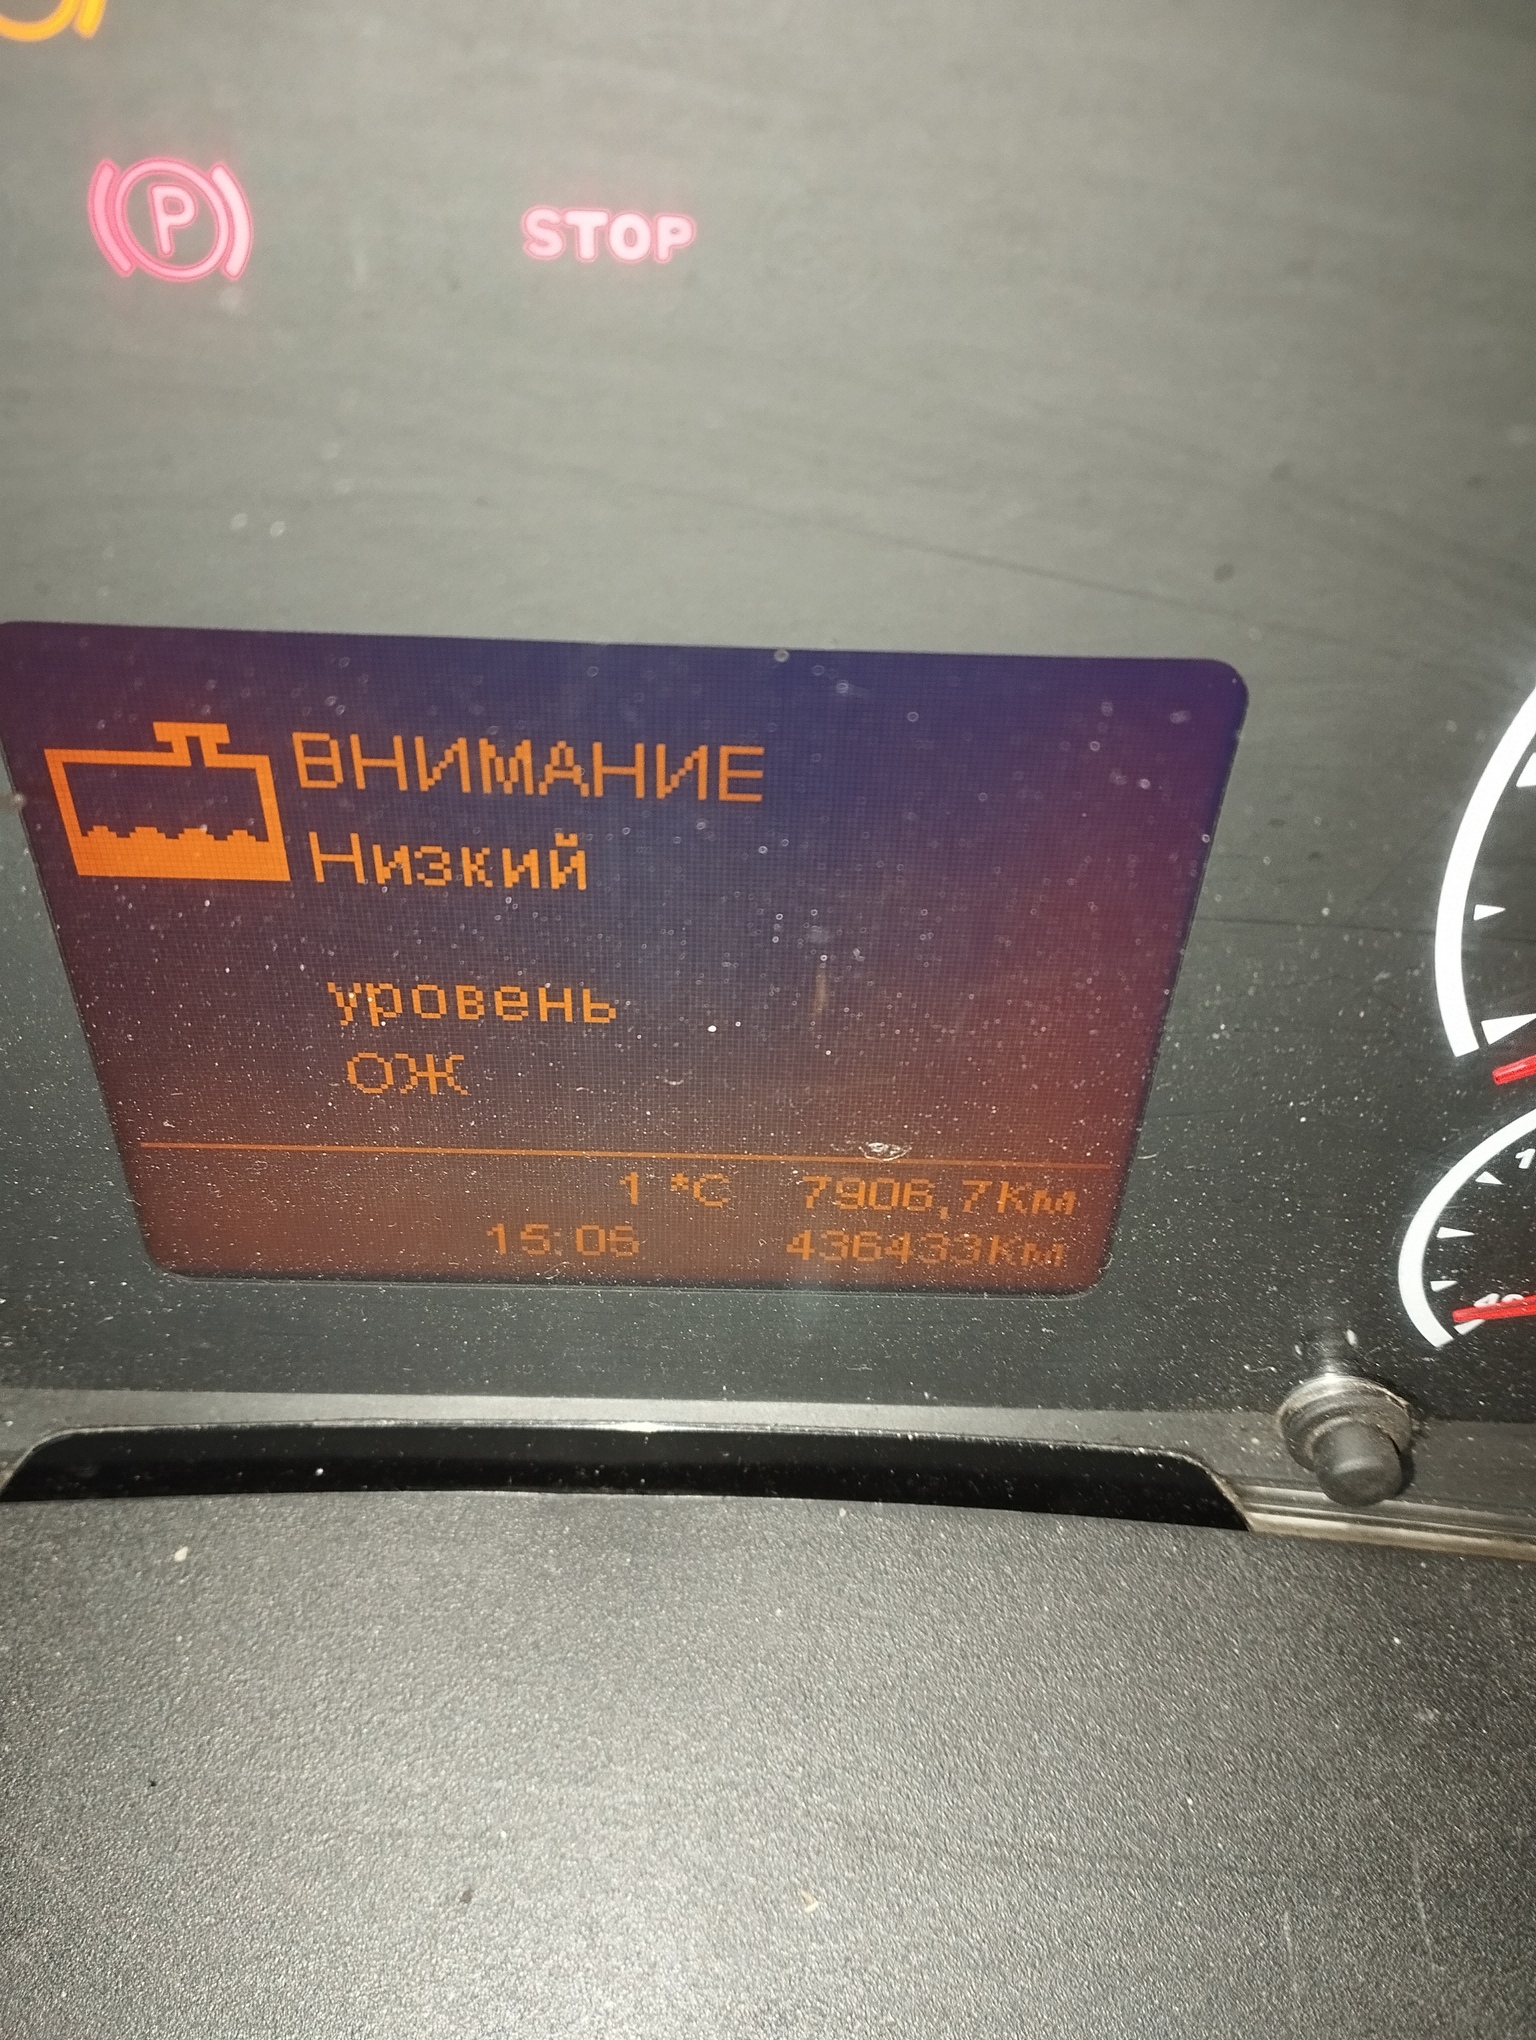 P
STOP
ВНИМАНИЕ
Низкий
уровень
ОЖ
1 °C 7906,7км
15:06 436433км